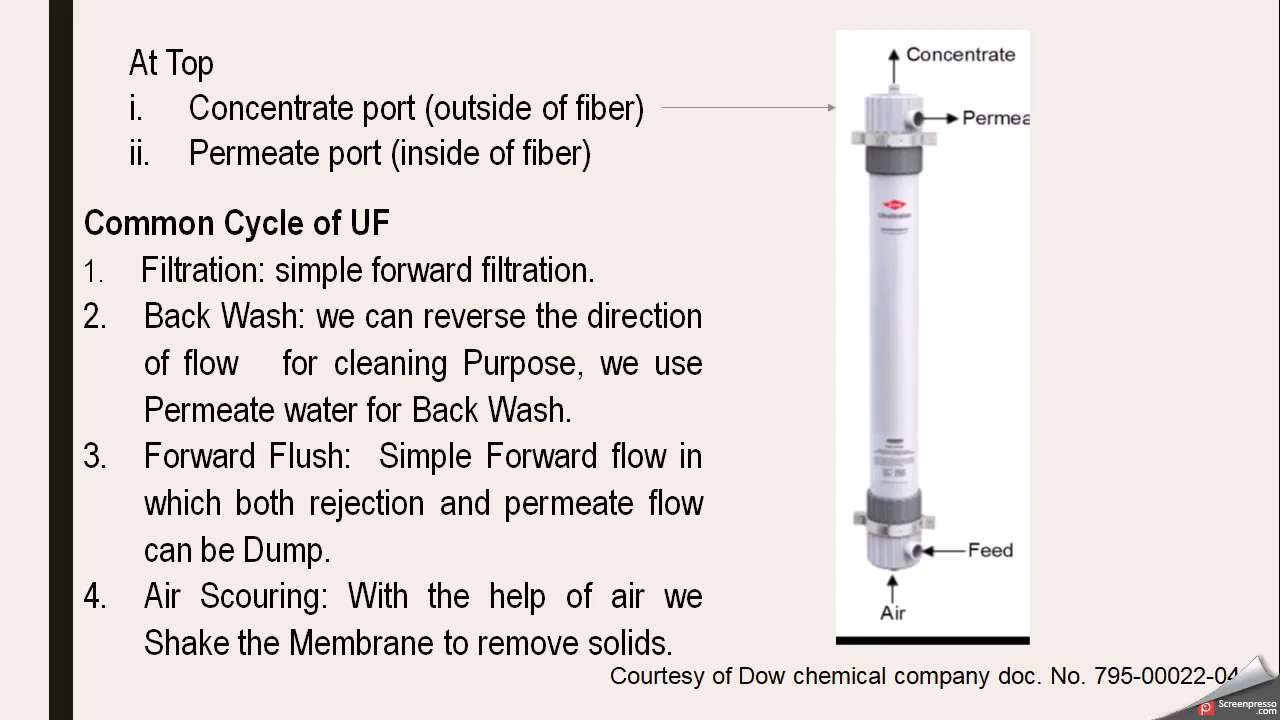 At Top
i. Concentrate port (outside of fiber)
ii. Permeate port (inside of fiber)
Common Cycle of UF
1. Filtration: simple forward filtration.
2. Back Wash: we can reverse the direction
of flow for cleaning Purpose, we use
Permeate water for Back Wash.
3. Forward Flush: Simple Forward flow in
which both rejection and permeate flow
can be Dump.
4. Air Scouring: With the help of air we
Shake the Membrane to remove solids.
Concentrate
Permea
Feed
Air
Courtesy of Dow chemical company doc. No. 795-00022-04
Screenpresso
.com